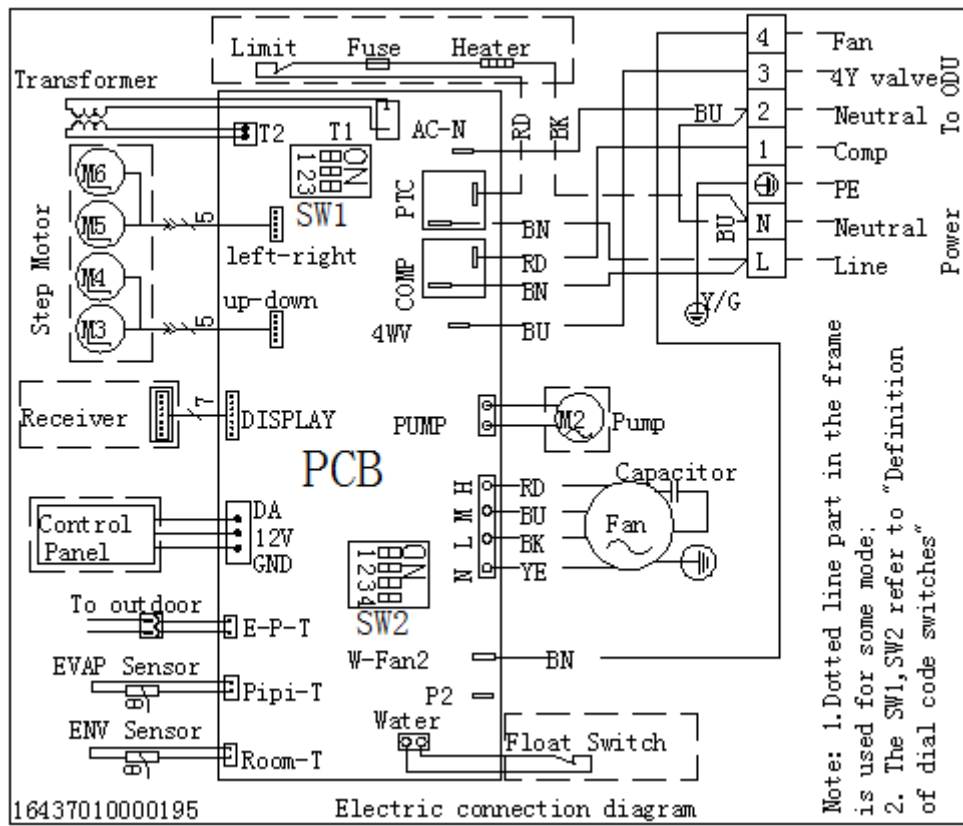 Limit Fuse Heater
Transformer
T2
T1
AC-N
ON
123
SW1
RD
BK
BU
4 Fan
3 4Y valve
2 Neutral
1 Comp
PE
N Neutral
L Line
To ODU
Power
BU
Y/G
Step Motor
M6
M5
M4
M3
5
left-right
up-down
5
PTC
BN
COMP
RD
BN
4WV
BU
Receiver
7
DISPLAY
PUMP
M2
Pump
PCB
Control
Panel
DA
12V
GND
H RD
M BU
L BK
N YE
Capacitor
Fan
ON
1234
SW2
To outdoor
E-P-T
W-Fan2
BN
EVAP Sensor
θ
Pipi-T
P2
ENV Sensor
θ
Room-T
Water
Float Switch
Note: 1.Dotted line part in the frame
is used for some mode;
2. The SW1,SW2 refer to "Definition
of dial code switches"
16437010000195
Electric connection diagram